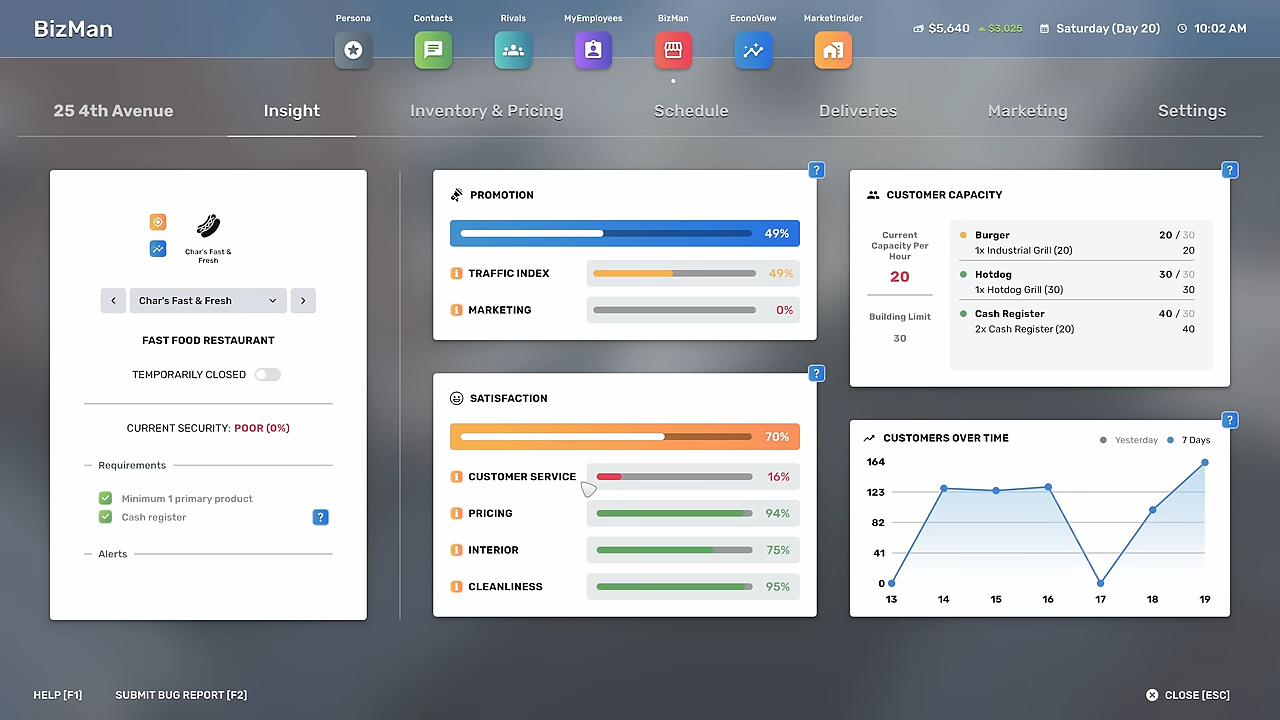 BizMan
Persona
Contacts
Rivals
MyEmployees
BizMan
EconoView
MarketInsider
$5,640
$3,025
Saturday (Day 20)
10:02 AM
25 4th Avenue
Insight
Inventory & Pricing
Schedule
Deliveries
Marketing
Settings
Char's Fast &
Fresh
Char's Fast & Fresh
FAST FOOD RESTAURANT
TEMPORARILY CLOSED
CURRENT SECURITY: POOR (0%)
Requirements
Minimum 1 primary product
Cash register
?
Alerts
?
PROMOTION
49%
TRAFFIC INDEX
49%
MARKETING
0%
?
SATISFACTION
70%
CUSTOMER SERVICE
16%
PRICING
94%
INTERIOR
75%
CLEANLINESS
95%
?
CUSTOMER CAPACITY
Current
Capacity Per
Hour
20
Building Limit
30
Burger 20 / 30
1x Industrial Grill (20) 20
Hotdog 30 / 30
1x Hotdog Grill (30) 30
Cash Register 40 / 30
2x Cash Register (20) 40
?
CUSTOMERS OVER TIME
Yesterday
7 Days
164
123
82
41
0
13 14 15 16 17 18 19
HELP [F1]
SUBMIT BUG REPORT [F2]
CLOSE [ESC]